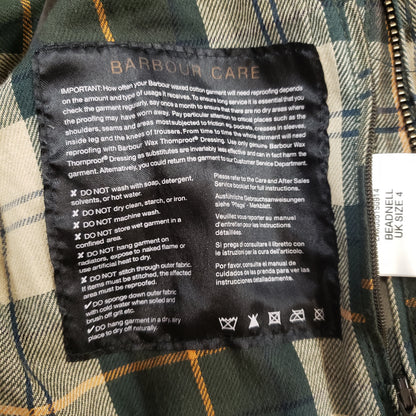 BARBOUR CARE
IMPORTANT: How often your Barbour waxed cotton garment will need reproofing depends
on the amount and type of usage it receives. To ensure long service it is essential that you
check the garment regularly, say once a month to ensure that there are no dry areas where
the proofing may have worn away. Pay particular attention to critical places such as the
shoulders, seams and areas most subjected to friction eg. pockets, creases in sleeves,
inside leg and the knees of trousers. From time to time the whole garment will need
reproofing with Barbour Wax Thornproof® Dressing. Use only genuine Barbour Wax
Thornproof® Dressing as substitutes are invariably less effective and can in fact harm the
garment. Alternatively, you could return the garment to our Customer Service Department.
✘ DO NOT wash with soap, detergent,
solvents, or hot water.
✘ DO NOT dry clean, starch, or iron.
✘ DO NOT machine wash.
✘ DO NOT store wet garment in a
confined area.
✘ DO NOT hang garment on
radiators, expose to naked flame or
use artificial heat to dry.
✘ DO NOT stitch through outer fabric.
If items must be stitched, the affected
area must be reproofed.
✔ DO sponge down outer fabric
with cold water when soiled and
brush off grit etc.
✔ DO hang garment in a dry, airy
place to dry off naturally.
Please refer to the Care and After Sales
Service booklet for full instructions.
Ausführliche Gebrauchsanweisungen
siehe "Pflege" - Merkblatt.
Veuillez vous reporter au manuel
d'entretien pour les instructions
complètes.
Si prega di consultare il libretto con
le istruzioni per la cura dell'articolo.
Por favor, consulte el manual de
cuidados para más instrucciones.
BEADNELL
UK SIZE 4